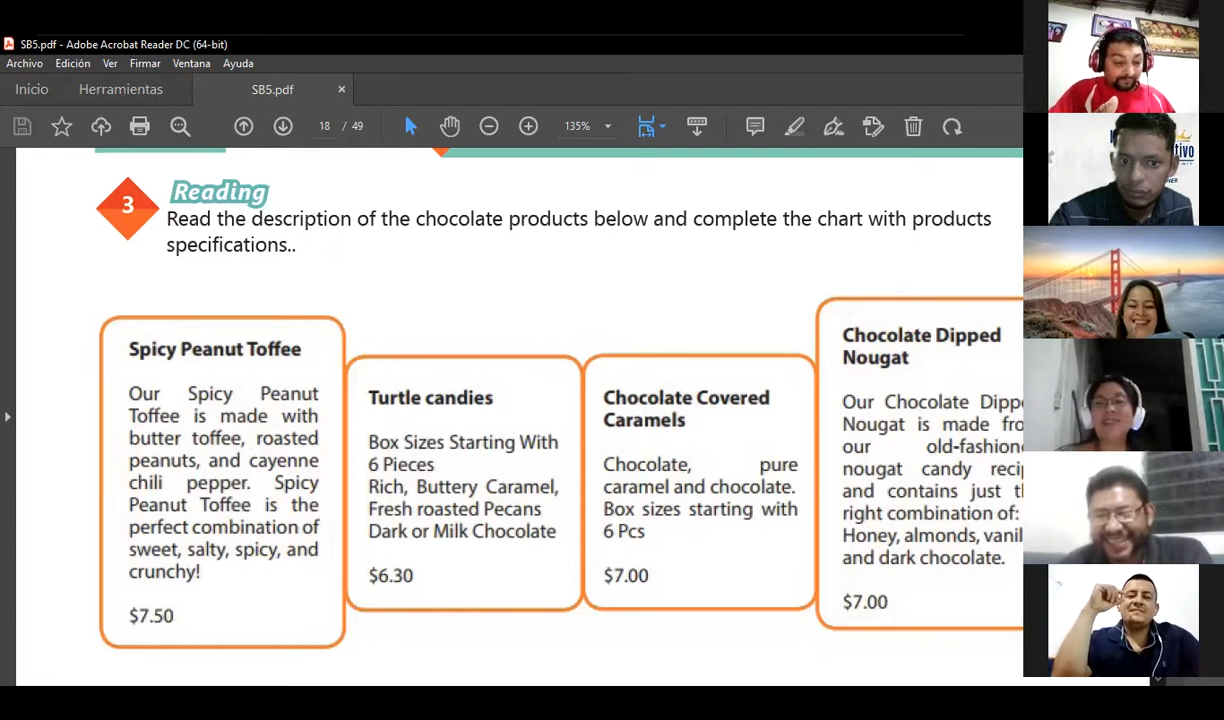 SB5.pdf - Adobe Acrobat Reader DC (64-bit)
Archivo Edición Ver Firmar Ventana Ayuda
Inicio Herramientas SB5.pdf ×
18 / 49 135%
3 Reading
Read the description of the chocolate products below and complete the chart with products
specifications..
Spicy Peanut Toffee
Our Spicy Peanut
Toffee is made with
butter toffee, roasted
peanuts, and cayenne
chili pepper. Spicy
Peanut Toffee is the
perfect combination of
sweet, salty, spicy, and
crunchy!
$7.50
Turtle candies
Box Sizes Starting With
6 Pieces
Rich, Buttery Caramel,
Fresh roasted Pecans
Dark or Milk Chocolate
$6.30
Chocolate Covered
Caramels
Chocolate, pure
caramel and chocolate.
Box sizes starting with
6 Pcs
$7.00
Chocolate Dipped
Nougat
Our Chocolate Dipp
Nougat is made fro
our old-fashion
nougat candy reci
and contains just t
right combination of:
Honey, almonds, vanil
and dark chocolate.
$7.00